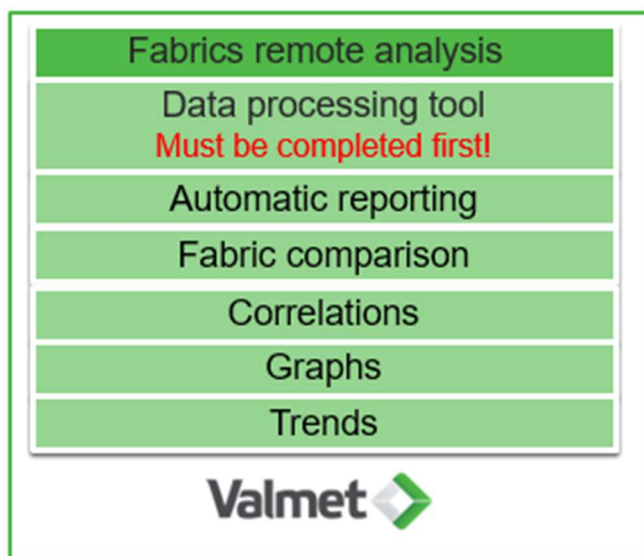 Fabrics remote analysis
Data processing tool
Must be completed first!
Automatic reporting
Fabric comparison
Correlations
Graphs
Trends
Valmet